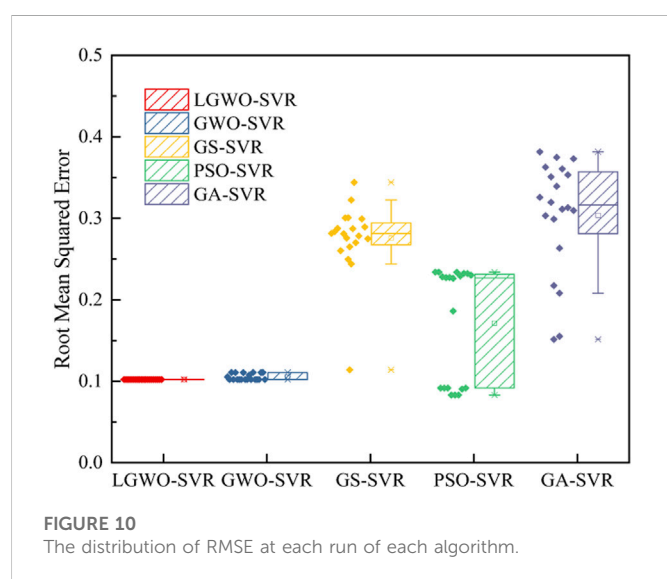 0.5
0.4
0.3
0.2
0.1
0.0
Root Mean Squared Error
LGWO-SVR
GWO-SVR
GS-SVR
PSO-SVR
GA-SVR
LGWO-SVR GWO-SVR GS-SVR PSO-SVR GA-SVR
FIGURE 10
The distribution of RMSE at each run of each algorithm.